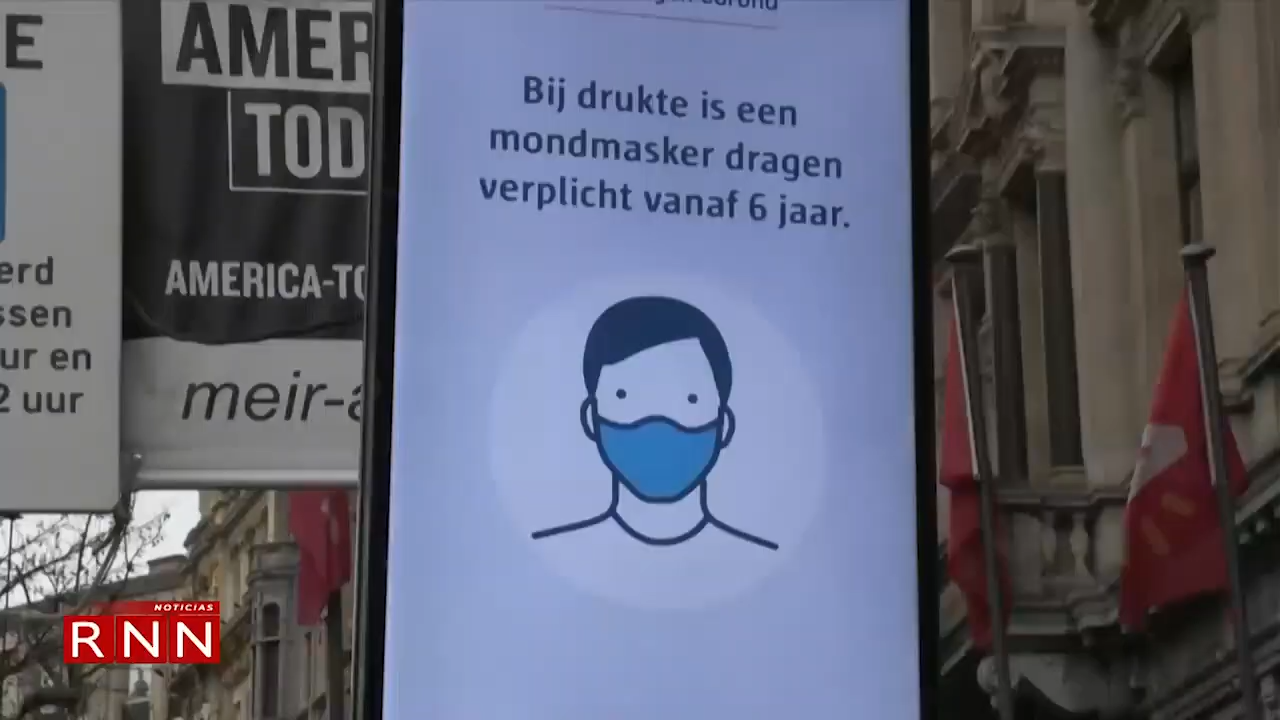 E
erd
ssen
ur en
2 uur
AMER
TOD
AMERICA-TO
meir-a
Bij drukte is een
mondmasker dragen
verplicht vanaf 6 jaar.
NOTICIAS
RNN